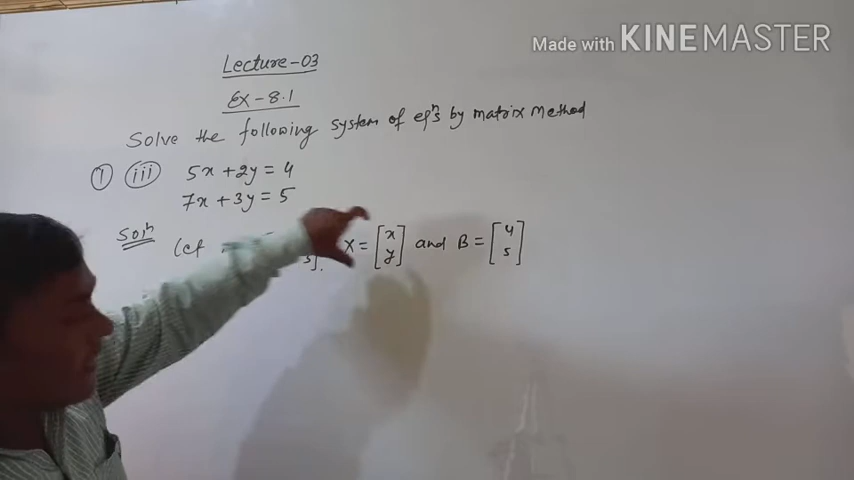 Made with KINEMASTER
Lecture-03
Ex-8.1
Solve the following system of eqⁿs by matrix method
① (iii) 5x + 2y = 4
7x + 3y = 5
Solⁿ
Let X = [x y] and B = [4 5]